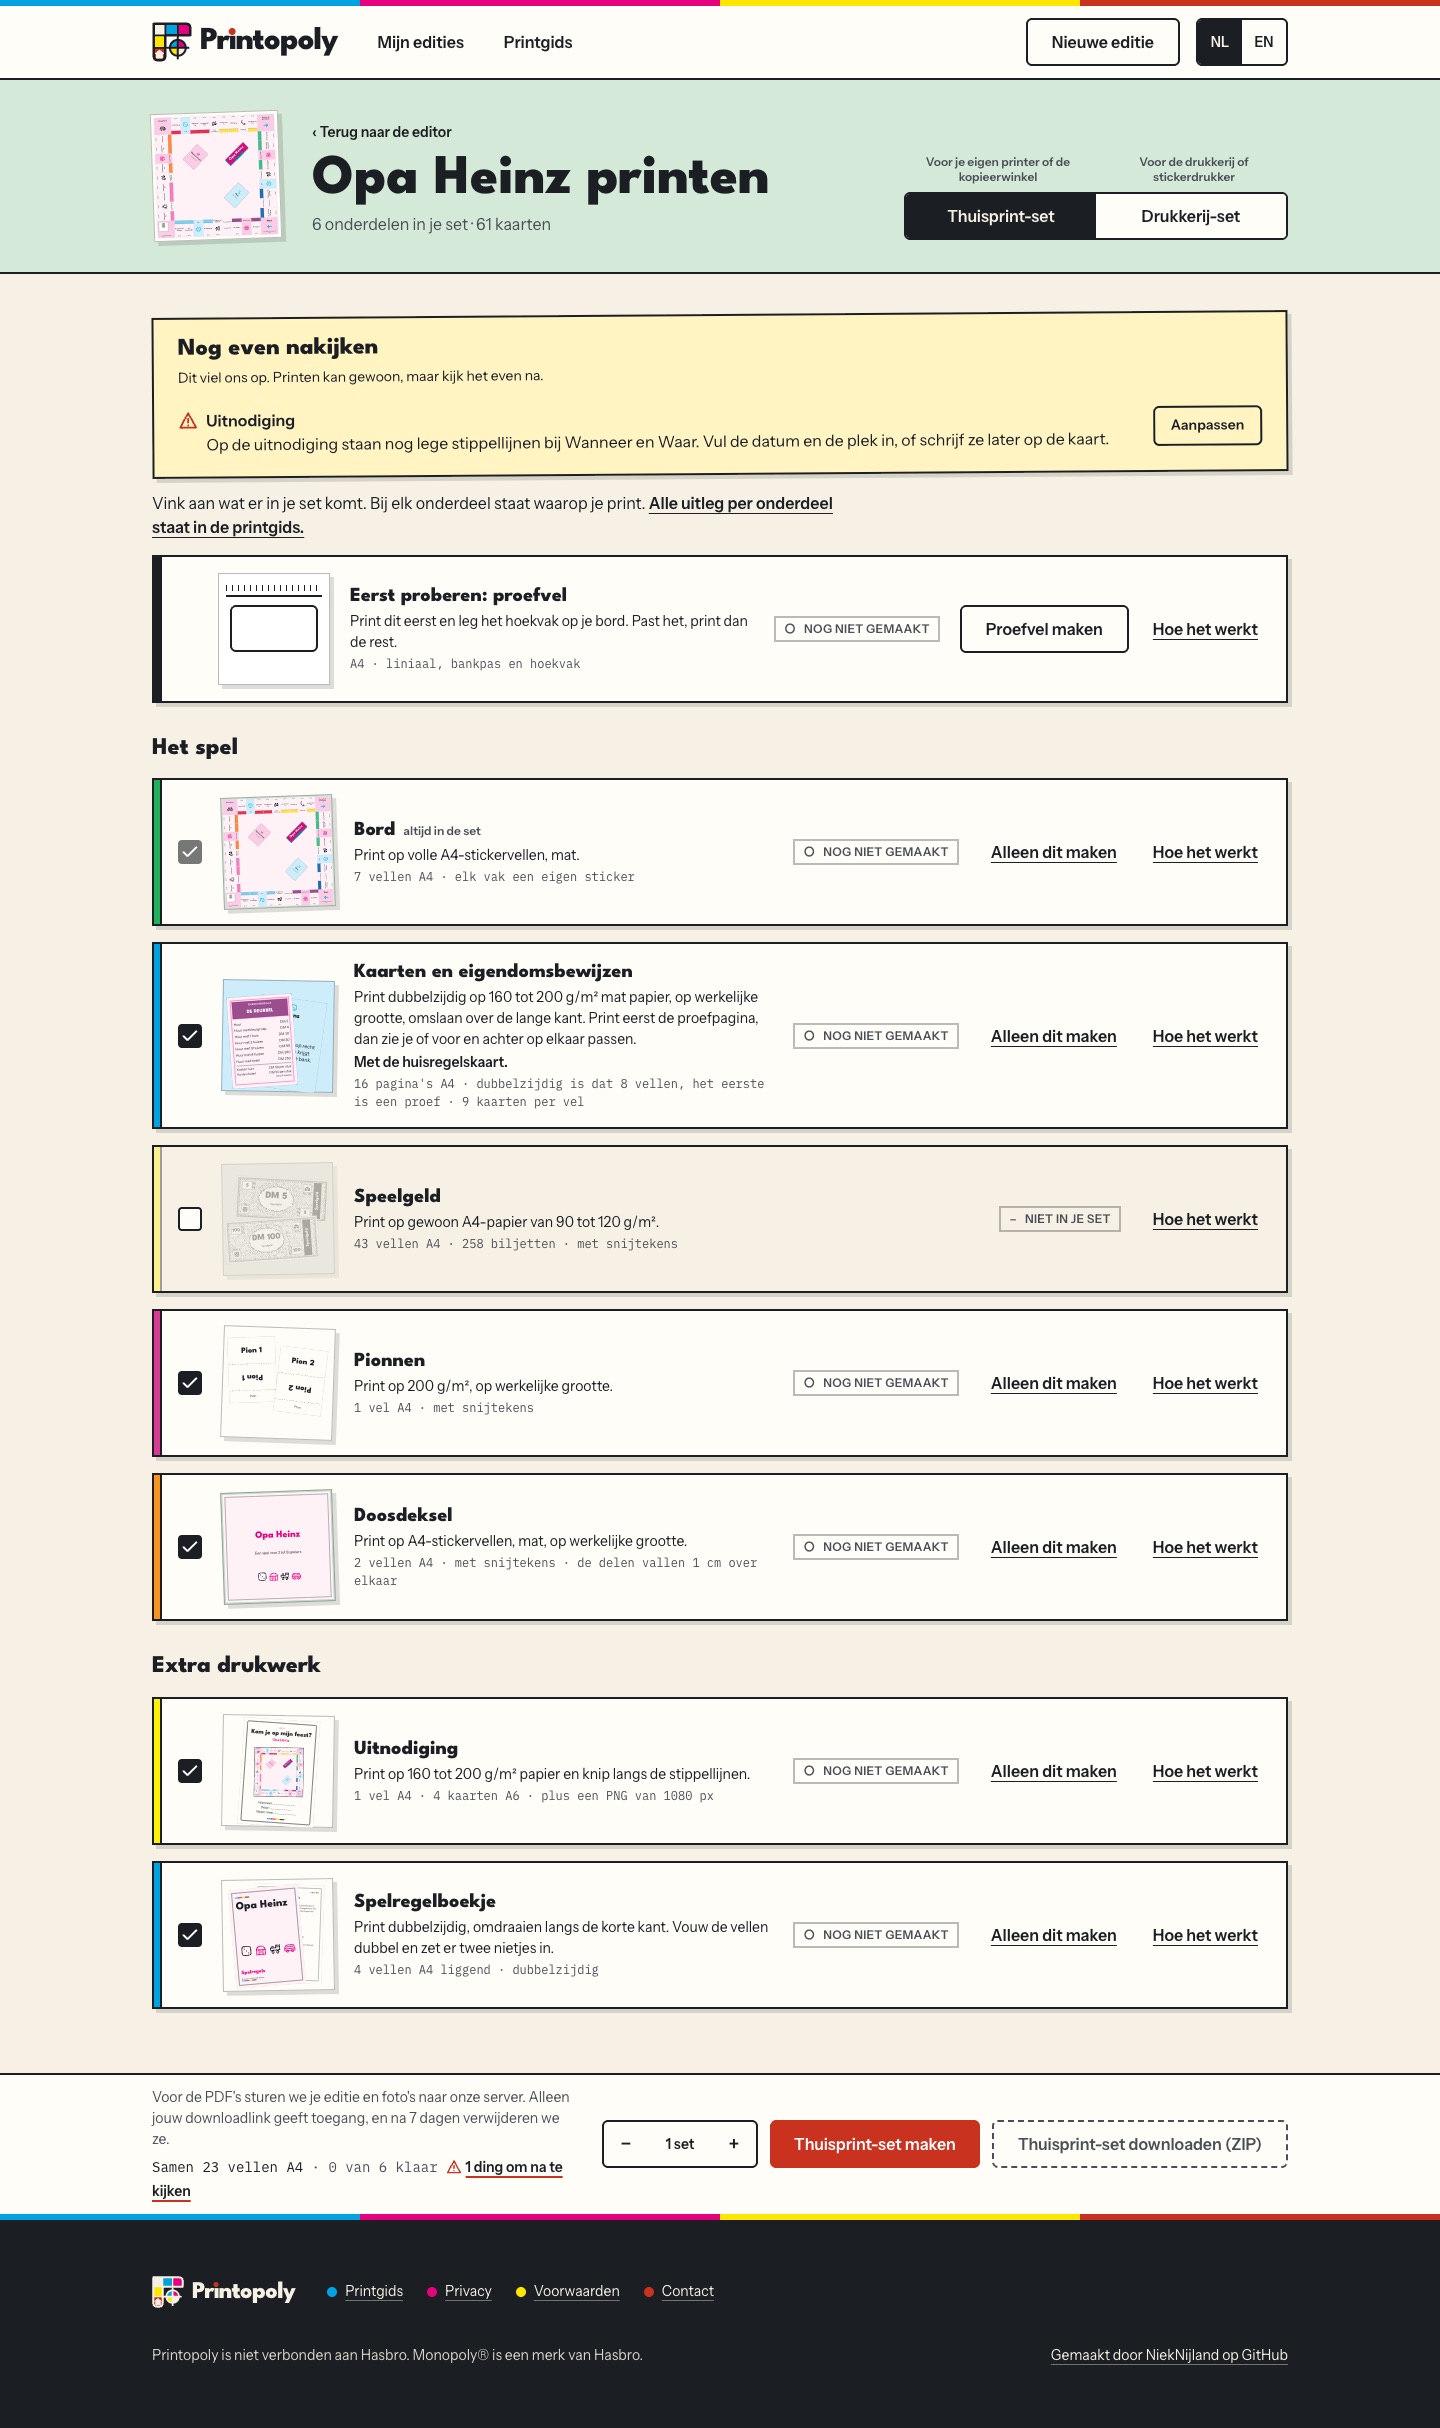 Printopoly
Mijn edities
Printgids
Nieuwe editie
NL
EN
‹ Terug naar de editor
Opa Heinz printen
6 onderdelen in je set · 61 kaarten
Voor je eigen printer of de kopieerwinkel
Voor de drukkerij of stickerdrukker
Thuisprint-set
Drukkerij-set
Nog even nakijken
Dit viel ons op. Printen kan gewoon, maar kijk het even na.
Uitnodiging
Op de uitnodiging staan nog lege stippellijnen bij Wanneer en Waar. Vul de datum en de plek in, of schrijf ze later op de kaart.
Aanpassen
Vink aan wat er in je set komt. Bij elk onderdeel staat waarop je print. Alle uitleg per onderdeel
staat in de printgids.
Eerst proberen: proefvel
Print dit eerst en leg het hoekvak op je bord. Past het, print dan
de rest.
A4 · liniaal, bankpas en hoekvak
NOG NIET GEMAAKT
Proefvel maken
Hoe het werkt
Het spel
Bord altijd in de set
Print op volle A4-stickervellen, mat.
7 vellen A4 · elk vak een eigen sticker
NOG NIET GEMAAKT
Alleen dit maken
Hoe het werkt
Kaarten en eigendomsbewijzen
Print dubbelzijdig op 160 tot 200 g/m² mat papier, op werkelijke
grootte, omslaan over de lange kant. Print eerst de proefpagina,
dan zie je of voor en achter op elkaar passen.
Met de huisregelskaart.
16 pagina's A4 · dubbelzijdig is dat 8 vellen, het eerste
is een proef · 9 kaarten per vel
NOG NIET GEMAAKT
Alleen dit maken
Hoe het werkt
DM 5
DM 100
Speelgeld
Print op gewoon A4-papier van 90 tot 120 g/m².
43 vellen A4 · 258 biljetten · met snijtekens
– NIET IN JE SET
Hoe het werkt
Pion 1
Pion 2
Pion 1
Pion 2
Pionnen
Print op 200 g/m², op werkelijke grootte.
1 vel A4 · met snijtekens
NOG NIET GEMAAKT
Alleen dit maken
Hoe het werkt
Opa Heinz
Doosdeksel
Print op A4-stickervellen, mat, op werkelijke grootte.
2 vellen A4 · met snijtekens · de delen vallen 1 cm over
elkaar
NOG NIET GEMAAKT
Alleen dit maken
Hoe het werkt
Extra drukwerk
Kom je op mijn feest?
Uitnodiging
Print op 160 tot 200 g/m² papier en knip langs de stippellijnen.
1 vel A4 · 4 kaarten A6 · plus een PNG van 1080 px
NOG NIET GEMAAKT
Alleen dit maken
Hoe het werkt
Opa Heinz
Spelregels
Spelregelboekje
Print dubbelzijdig, omdraaien langs de korte kant. Vouw de vellen
dubbel en zet er twee nietjes in.
4 vellen A4 liggend · dubbelzijdig
NOG NIET GEMAAKT
Alleen dit maken
Hoe het werkt
Voor de PDF's sturen we je editie en foto's naar onze server. Alleen
jouw downloadlink geeft toegang, en na 7 dagen verwijderen we
ze.
Samen 23 vellen A4 · 0 van 6 klaar 1 ding om na te
kijken
− 1 set +
Thuisprint-set maken
Thuisprint-set downloaden (ZIP)
Printopoly
Printgids
Privacy
Voorwaarden
Contact
Printopoly is niet verbonden aan Hasbro. Monopoly® is een merk van Hasbro.
Gemaakt door NiekNijland op GitHub